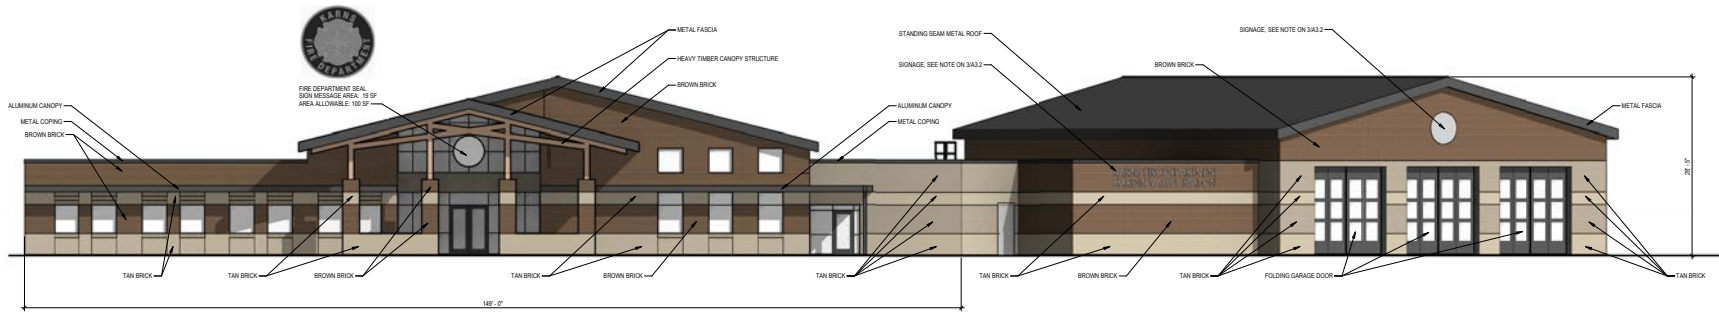 KARNS
FIRE DEPARTMENT
FIRE DEPARTMENT SEAL
SIGN MESSAGE AREA: 19 SF
AREA ALLOWABLE: 100 SF
ALUMINUM CANOPY
METAL COPING
BROWN BRICK
METAL FASCIA
HEAVY TIMBER CANOPY STRUCTURE
BROWN BRICK
STANDING SEAM METAL ROOF
SIGNAGE, SEE NOTE ON 3/A3.2
ALUMINUM CANOPY
METAL COPING
SIGNAGE, SEE NOTE ON 3/A3.2
BROWN BRICK
METAL FASCIA
28' - 5"
TAN BRICK
TAN BRICK
BROWN BRICK
TAN BRICK
BROWN BRICK
TAN BRICK
TAN BRICK
BROWN BRICK
TAN BRICK
FOLDING GARAGE DOOR
TAN BRICK
149' - 0"